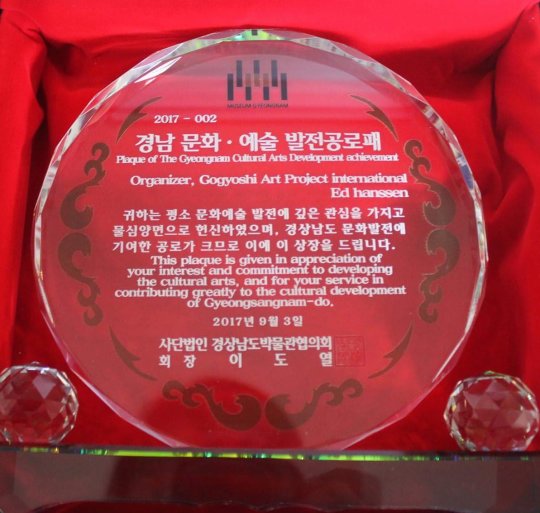 MUSEUM GYEONGNAM
2017 - 002
경남 문화 · 예술 발전공로패
Plaque of The Gyeongnam Cultural Arts Development achievement
Organizer, Gogyoshi Art Project international
Ed hanssen
귀하는 평소 문화예술 발전에 깊은 관심을 가지고
물심양면으로 헌신하였으며, 경상남도 문화발전에
기여한 공로가 크므로 이에 이 상장을 드립니다.
This plaque is given in appreciation of
your interest and commitment to developing
the cultural arts, and for your service in
contributing greatly to the cultural development
of Gyeongsangnam-do.
2017년 9월 3일
사단법인 경상남도박물관협의회
회장 이도열